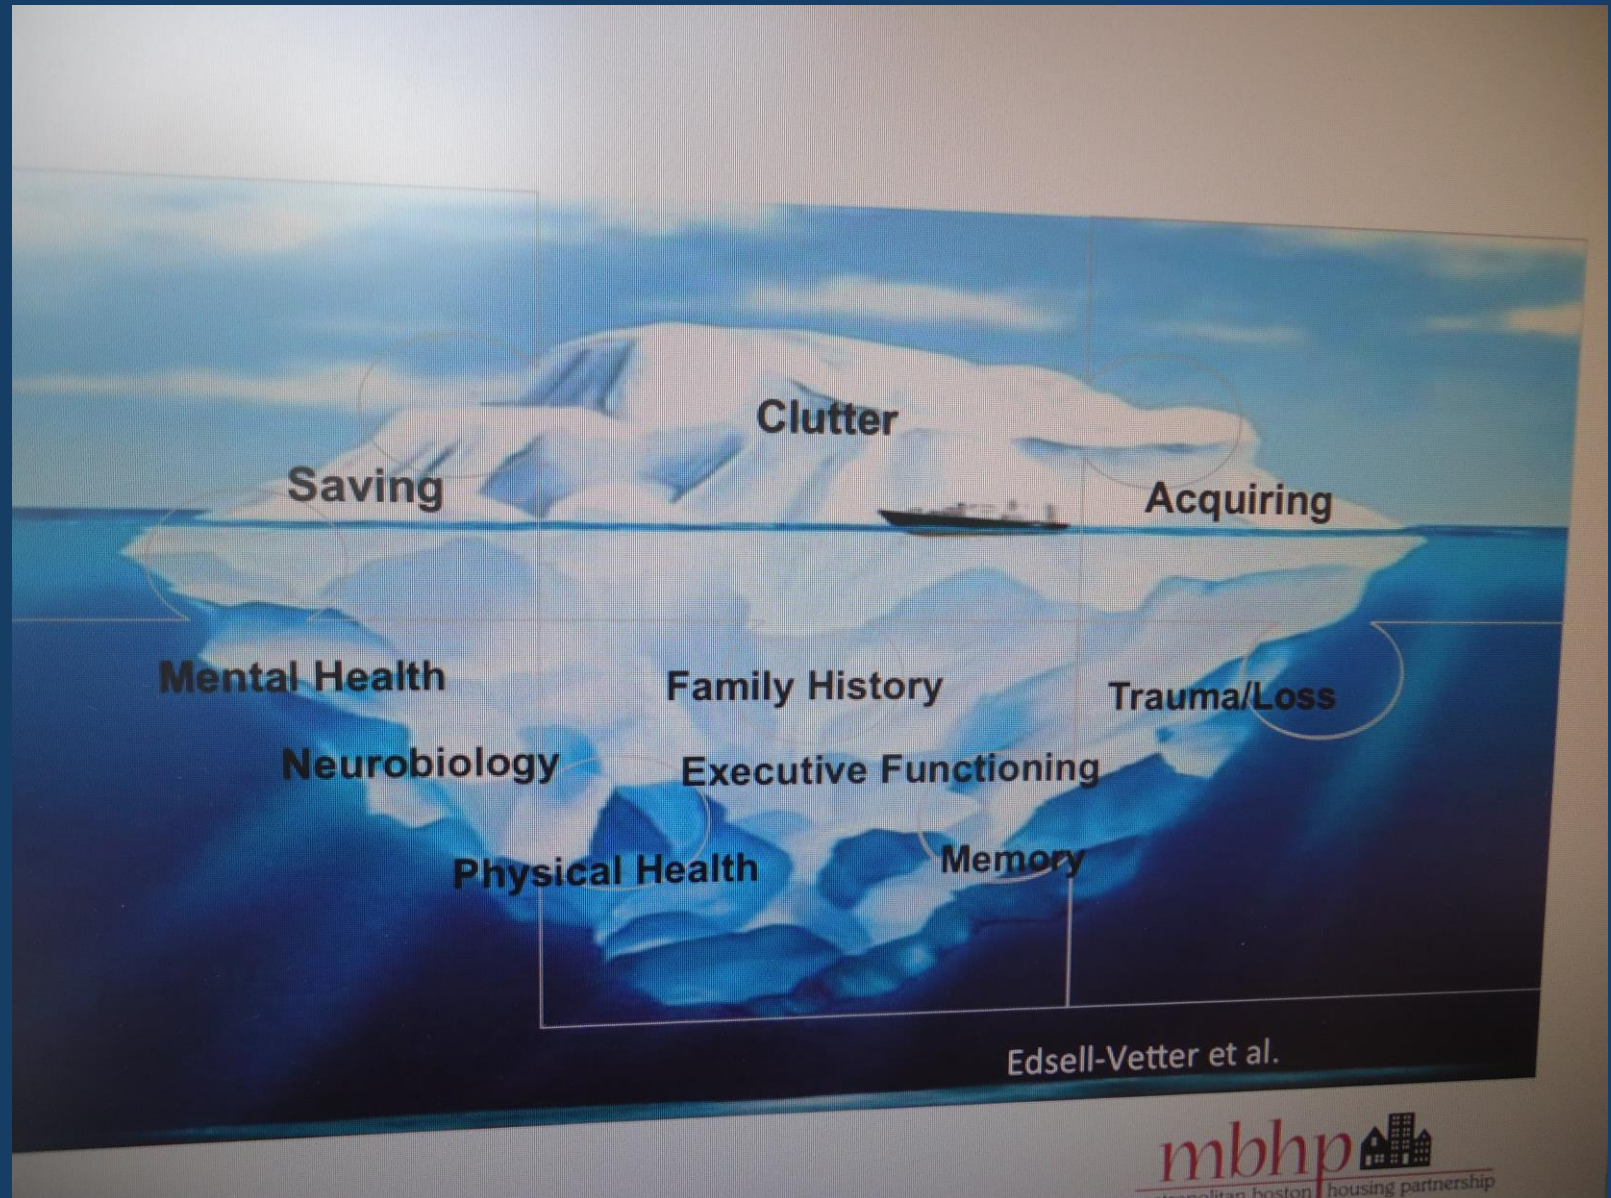 Clutter
Saving
Acquiring
Mental Health
Family History
Trauma/Loss
Neurobiology
Executive Functioning
Physical Health
Memory
Edsell-Vetter et al.
mbhp
boston housing partnership